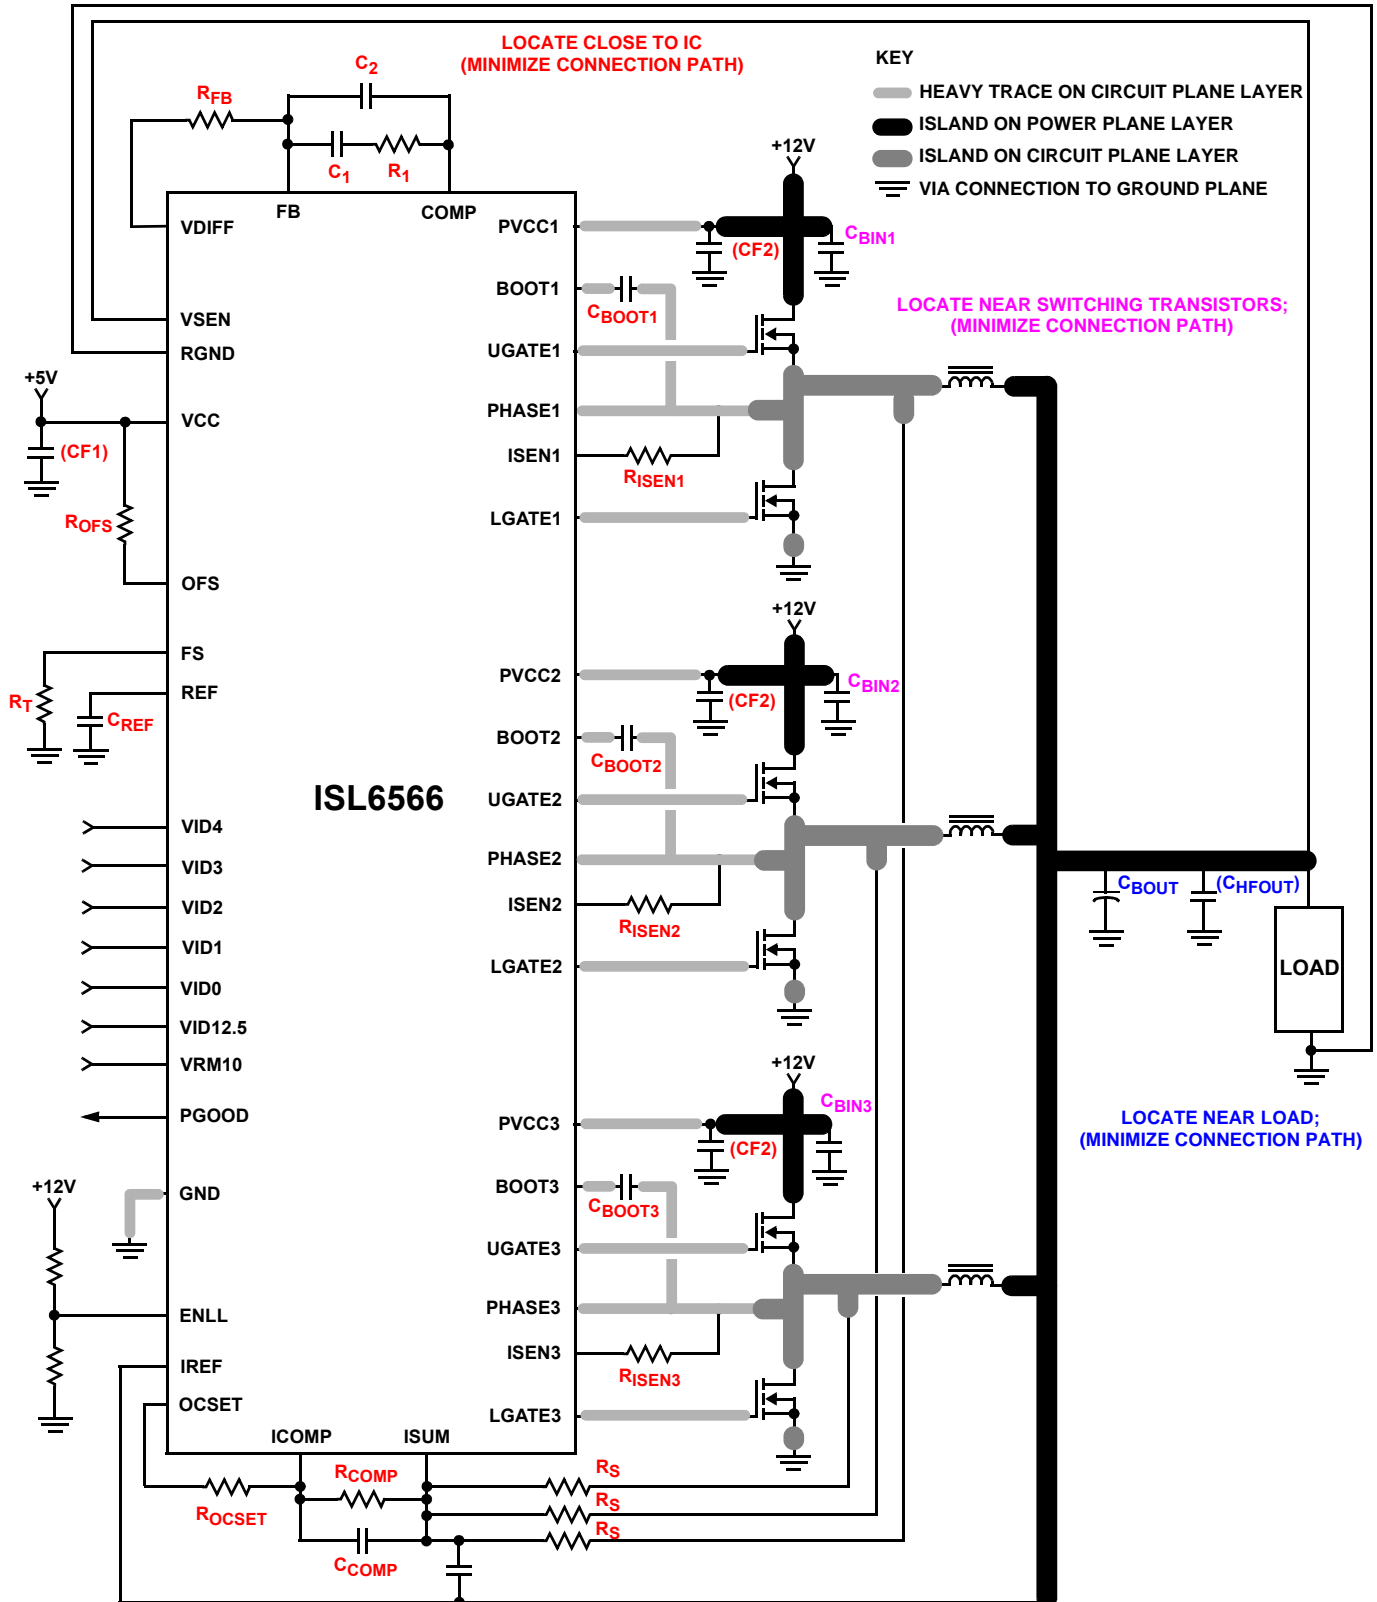 LOCATE CLOSE TO IC
(MINIMIZE CONNECTION PATH)
KEY
HEAVY TRACE ON CIRCUIT PLANE LAYER
ISLAND ON POWER PLANE LAYER
ISLAND ON CIRCUIT PLANE LAYER
VIA CONNECTION TO GROUND PLANE
C2
RFB
C1
R1
+12V
FB
COMP
VDIFF
PVCC1
(CF2)
CBIN1
BOOT1
CBOOT1
LOCATE NEAR SWITCHING TRANSISTORS;
(MINIMIZE CONNECTION PATH)
VSEN
RGND
UGATE1
+5V
VCC
PHASE1
(CF1)
ISEN1
RISEN1
ROFS
LGATE1
OFS
+12V
FS
REF
RT
CREF
PVCC2
(CF2)
CBIN2
BOOT2
CBOOT2
ISL6566
UGATE2
VID4
VID3
PHASE2
VID2
ISEN2
RISEN2
CBOUT
(CHFOUT)
VID1
LGATE2
LOAD
VID0
VID12.5
VRM10
+12V
PGOOD
PVCC3
(CF2)
CBIN3
LOCATE NEAR LOAD;
(MINIMIZE CONNECTION PATH)
+12V
GND
BOOT3
CBOOT3
UGATE3
ENLL
PHASE3
IREF
ISEN3
RISEN3
OCSET
LGATE3
ICOMP
ISUM
ROCSET
RCOMP
CCOMP
RS
RS
RS